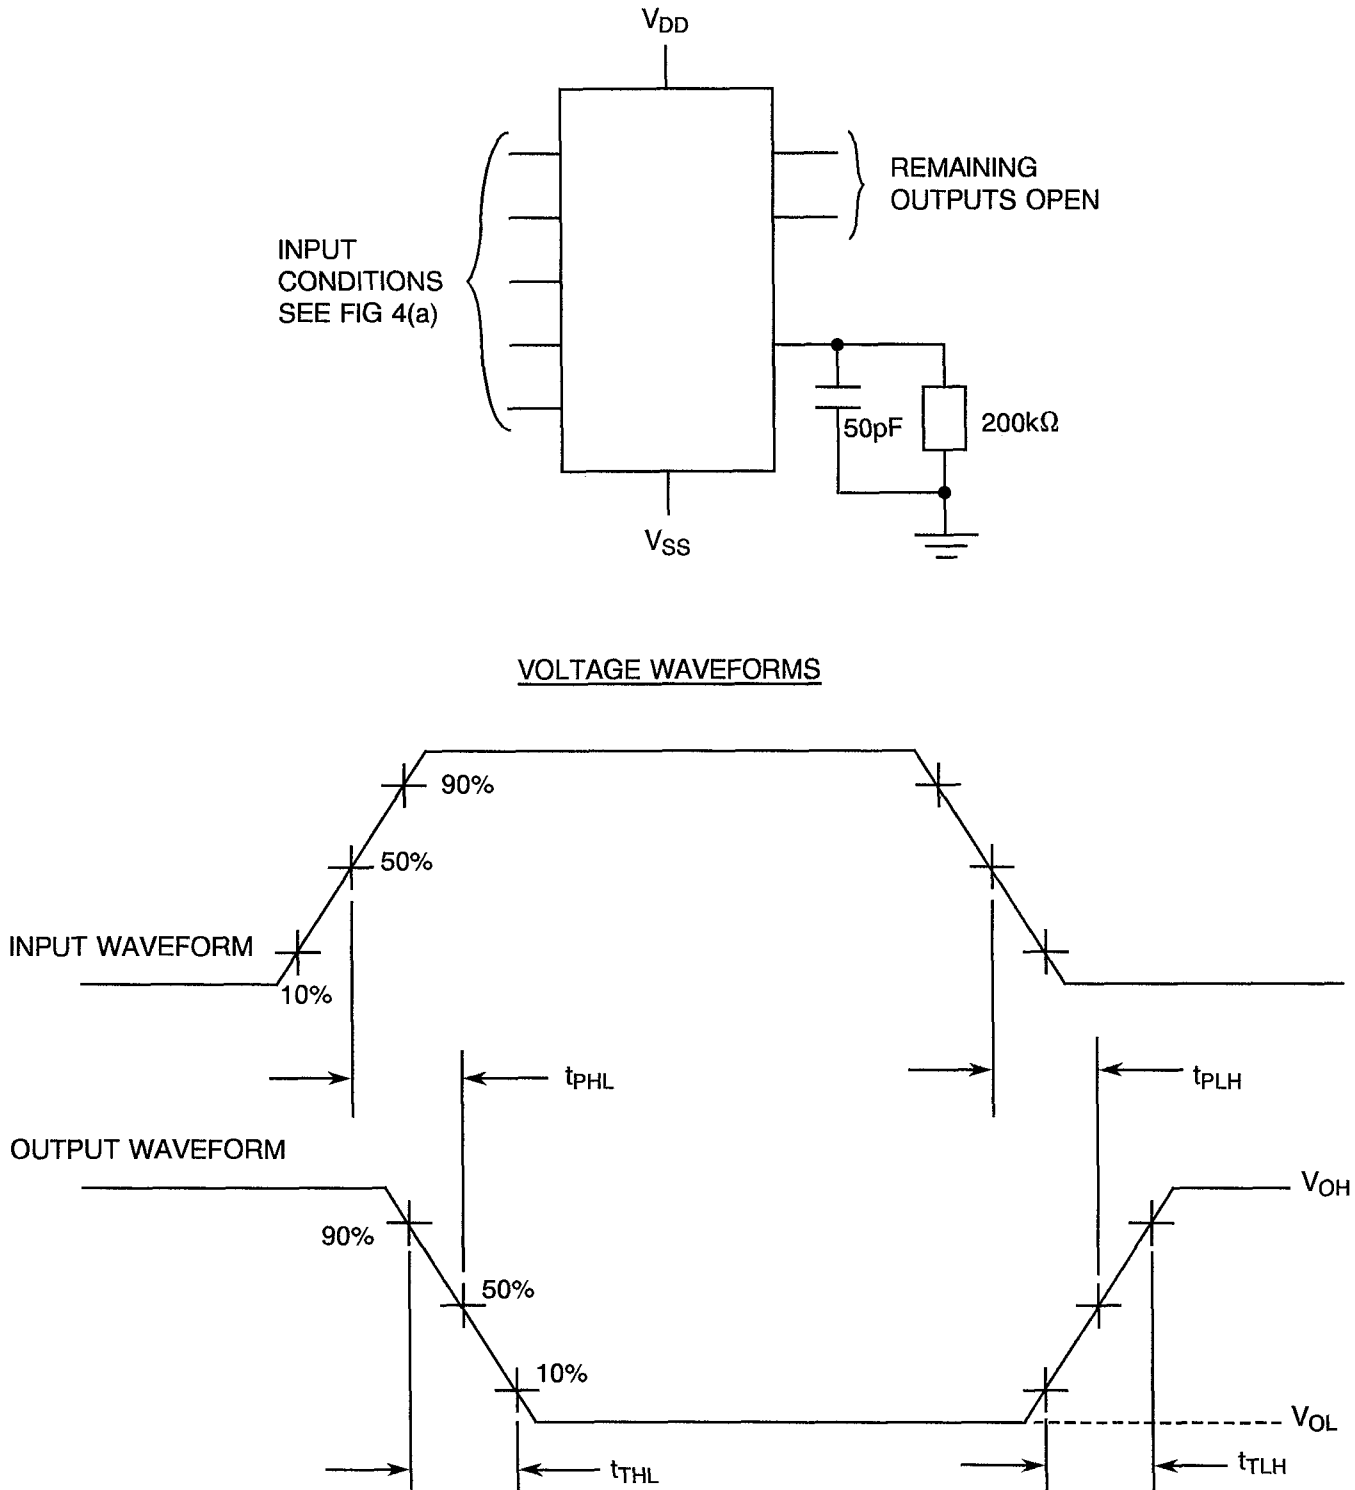 VDD
REMAINING
OUTPUTS OPEN
INPUT
CONDITIONS
SEE FIG 4(a)
50pF
200kΩ
VSS
VOLTAGE WAVEFORMS
90%
50%
INPUT WAVEFORM
10%
tPHL
tPLH
OUTPUT WAVEFORM
VOH
90%
50%
10%
VOL
tTHL
tTLH